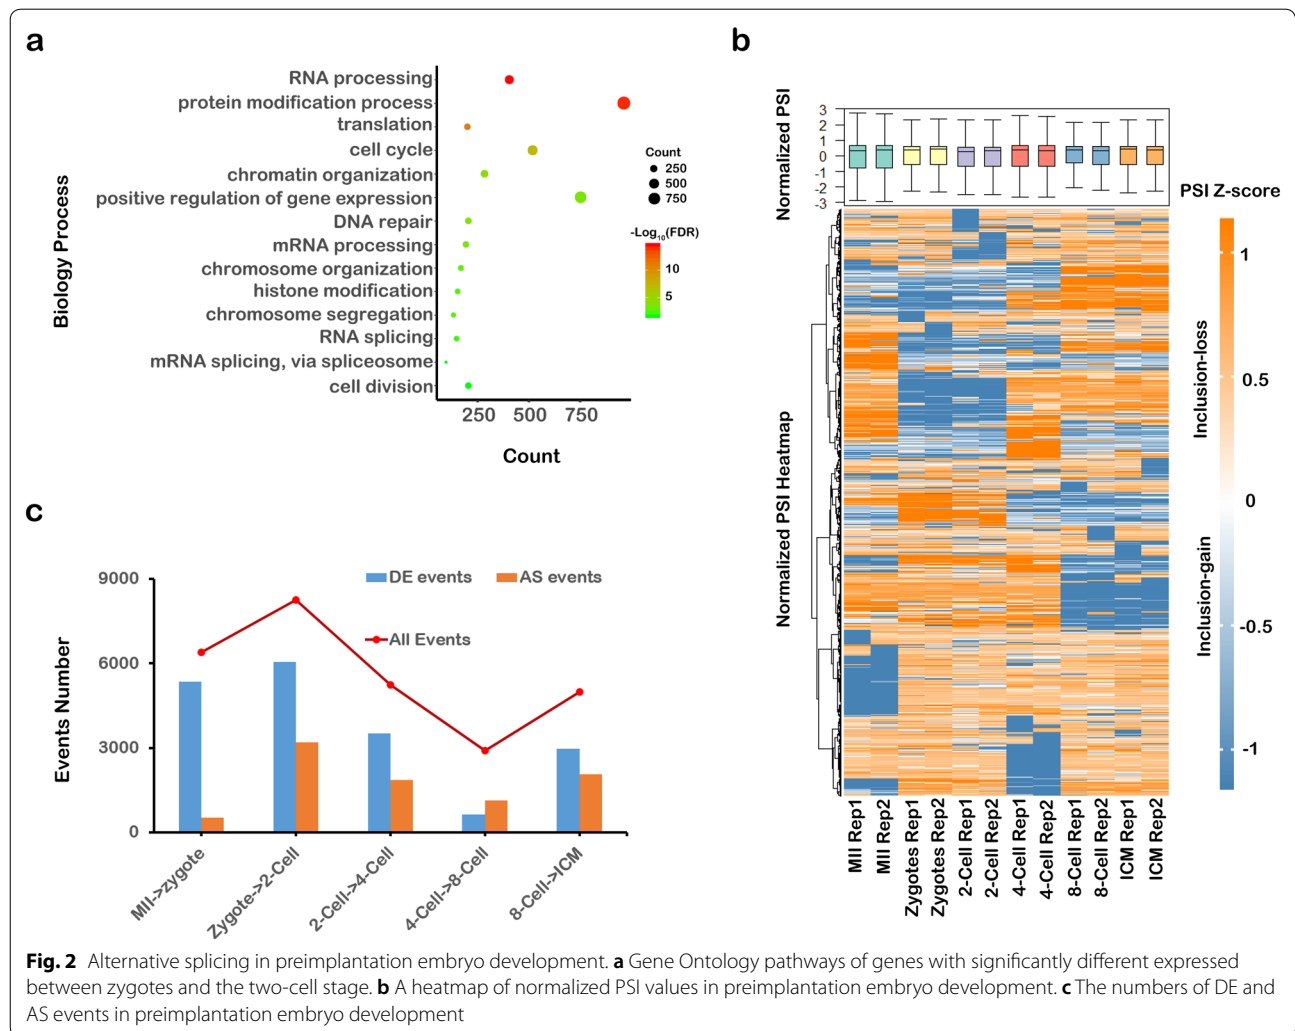 a
Biology Process
RNA processing
protein modification process
translation
cell cycle
chromatin organization
positive regulation of gene expression
DNA repair
mRNA processing
chromosome organization
histone modification
chromosome segregation
RNA splicing
mRNA splicing, via spliceosome
cell division
250 500 750
Count
Count
250
500
750
-Log10(FDR)
10
5
b
Normalized PSI
3
2
1
0
-1
-2
-3
Normalized PSI Heatmap
MII Rep1
MII Rep2
Zygotes Rep1
Zygotes Rep2
2-Cell Rep1
2-Cell Rep2
4-Cell Rep1
4-Cell Rep2
8-Cell Rep1
8-Cell Rep2
ICM Rep1
ICM Rep2
PSI Z-score
1
0.5
0
-0.5
-1
Inclusion-loss
Inclusion-gain
c
Events Number
9000
6000
3000
0
DE events
AS events
All Events
MII->zygote
Zygote->2-Cell
2-Cell->4-Cell
4-Cell->8-Cell
8-Cell->ICM
Fig. 2 Alternative splicing in preimplantation embryo development. a Gene Ontology pathways of genes with significantly different expressed
between zygotes and the two-cell stage. b A heatmap of normalized PSI values in preimplantation embryo development. c The numbers of DE and
AS events in preimplantation embryo development